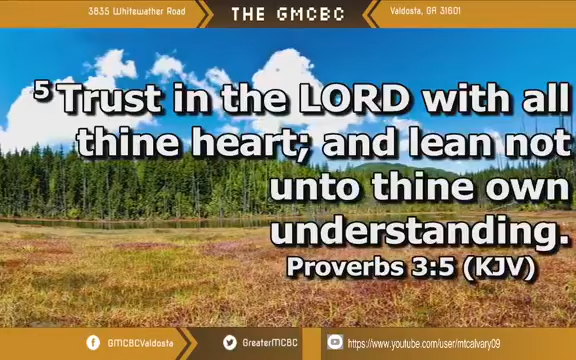 3835 Whitewather Road
THE GMCBC
Valdosta, GA 31601
5 Trust in the LORD with all
thine heart; and lean not
unto thine own
understanding.
Proverbs 3:5 (KJV)
GMCBCValdosta
GreaterMCBC
https://www.youtube.com/user/mtcalvary09